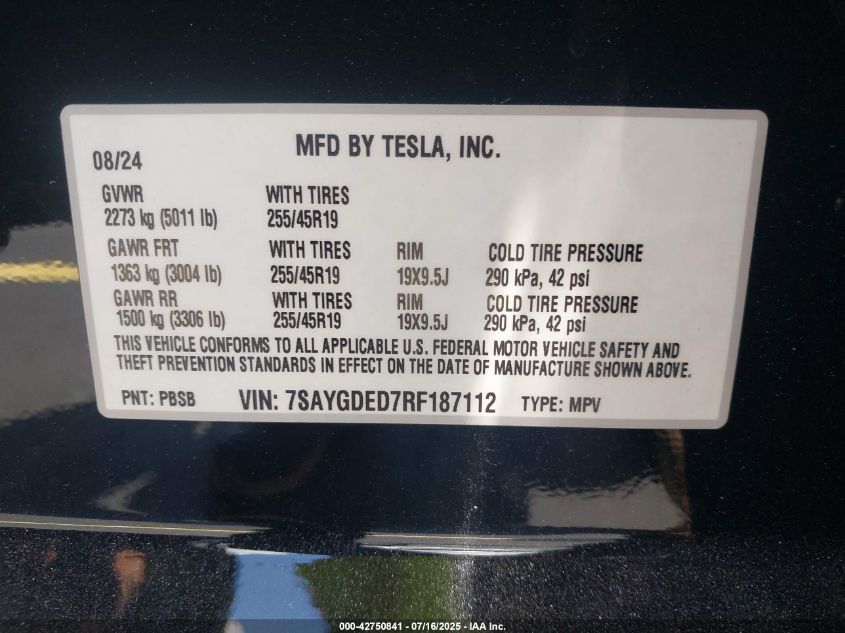 08/24 MFD BY TESLA, INC.
GVWR WITH TIRES
2273 kg (5011 lb) 255/45R19
GAWR FRT WITH TIRES RIM COLD TIRE PRESSURE
1363 kg (3004 lb) 255/45R19 19X9.5J 290 kPa, 42 psi
GAWR RR WITH TIRES RIM COLD TIRE PRESSURE
1500 kg (3306 lb) 255/45R19 19X9.5J 290 kPa, 42 psi
THIS VEHICLE CONFORMS TO ALL APPLICABLE U.S. FEDERAL MOTOR VEHICLE SAFETY AND
THEFT PREVENTION STANDARDS IN EFFECT ON THE DATE OF MANUFACTURE SHOWN ABOVE.
PNT: PBSB VIN: 7SAYGDED7RF187112 TYPE: MPV
000-42750841 - 07/16/2025 - IAA Inc.